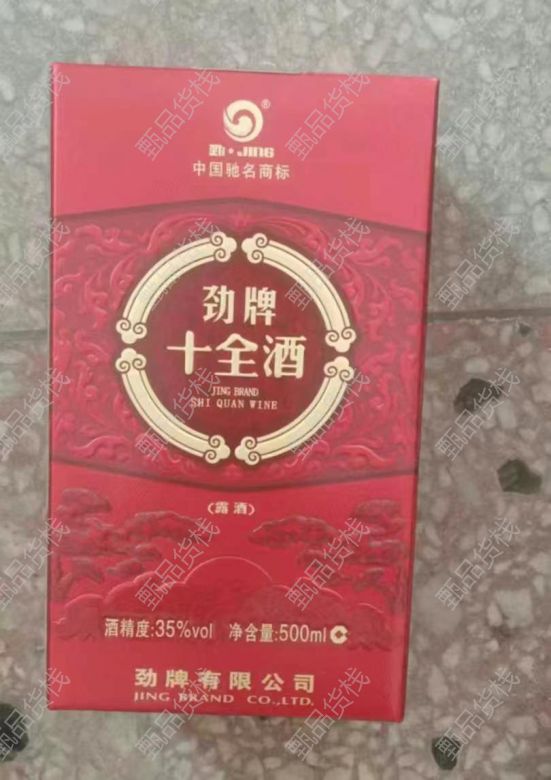 劲·JING®
中国驰名商标
劲牌
十全酒
JING BRAND
SHI QUAN WINE
(露酒)
酒精度:35%vol 净含量:500ml C
劲牌有限公司
JING BRAND CO.,LTD.
甄品货栈